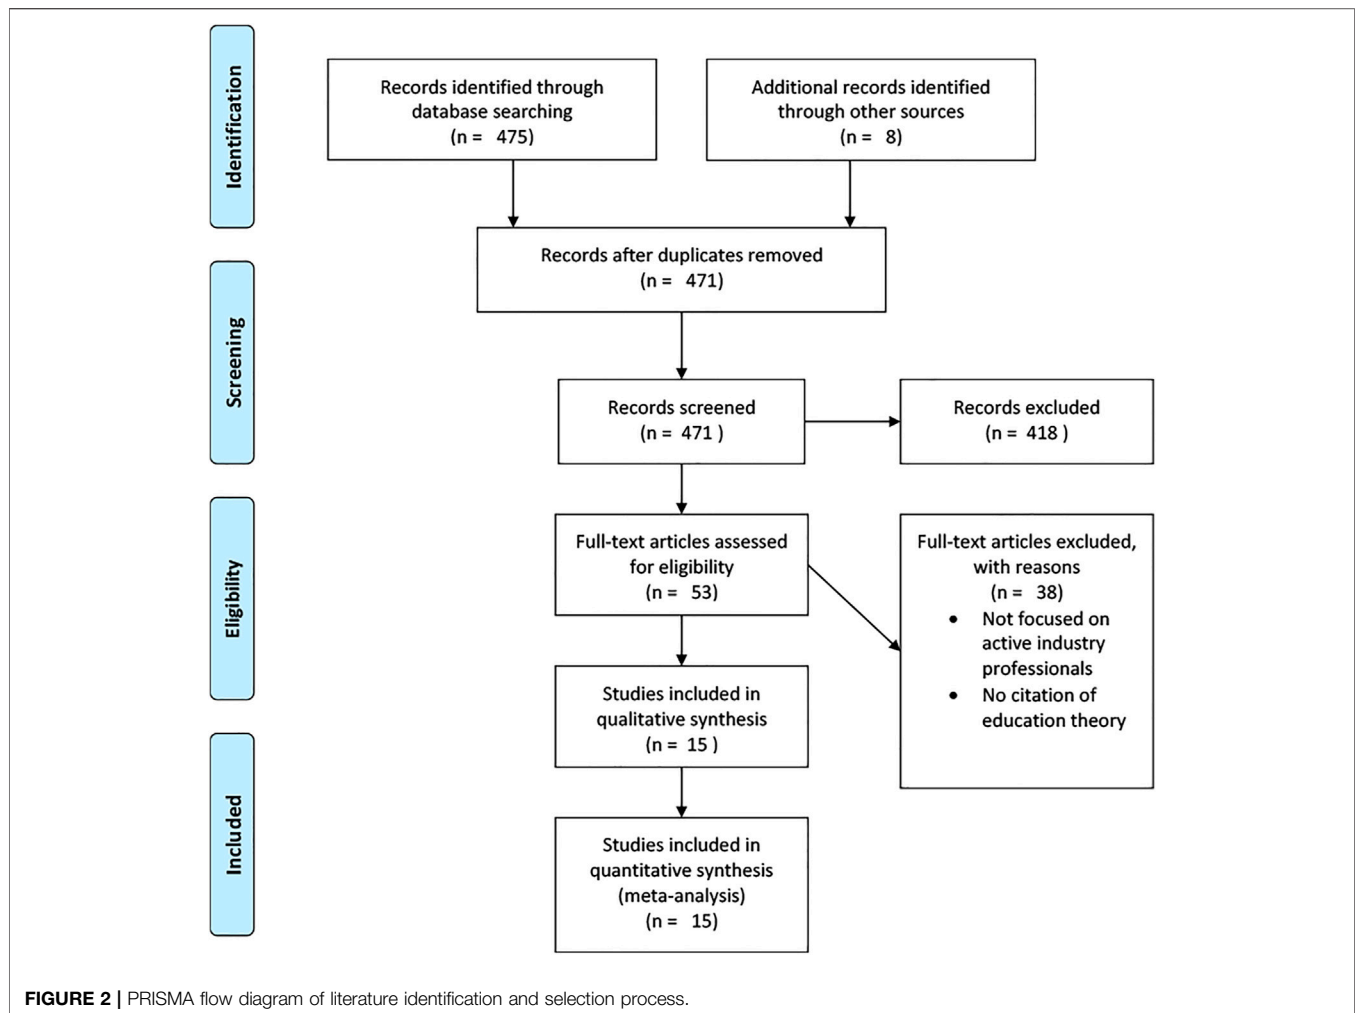 Identification
Records identified through
database searching
(n = 475)
Additional records identified
through other sources
(n = 8)
Records after duplicates removed
(n = 471)
Screening
Records screened
(n = 471 )
Records excluded
(n = 418 )
Eligibility
Full-text articles assessed
for eligibility
(n = 53)
Full-text articles excluded,
with reasons
(n = 38)
• Not focused on
active industry
professionals
• No citation of
education theory
Studies included in
qualitative synthesis
(n = 15 )
Included
Studies included in
quantitative synthesis
(meta-analysis)
(n = 15)
FIGURE 2 | PRISMA flow diagram of literature identification and selection process.